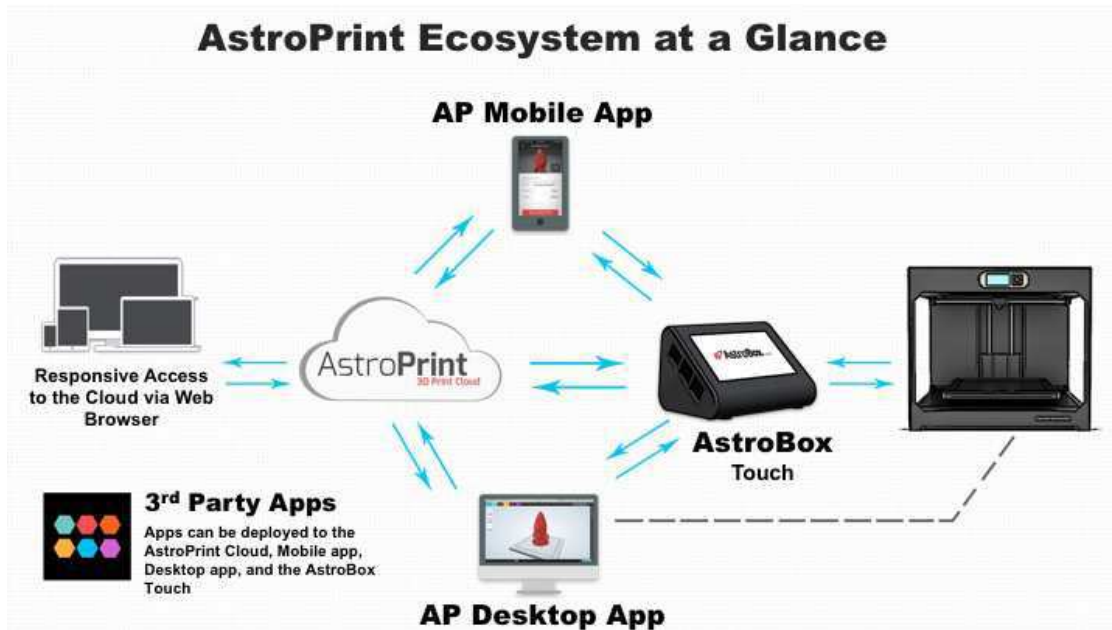 AstroPrint Ecosystem at a Glance
AP Mobile App
Responsive Access
to the Cloud via Web
Browser
AstroPrint
3D Print Cloud
AstroBox
AstroBox
Touch
3rd Party Apps
Apps can be deployed to the
AstroPrint Cloud, Mobile app,
Desktop app, and the AstroBox
Touch
AP Desktop App